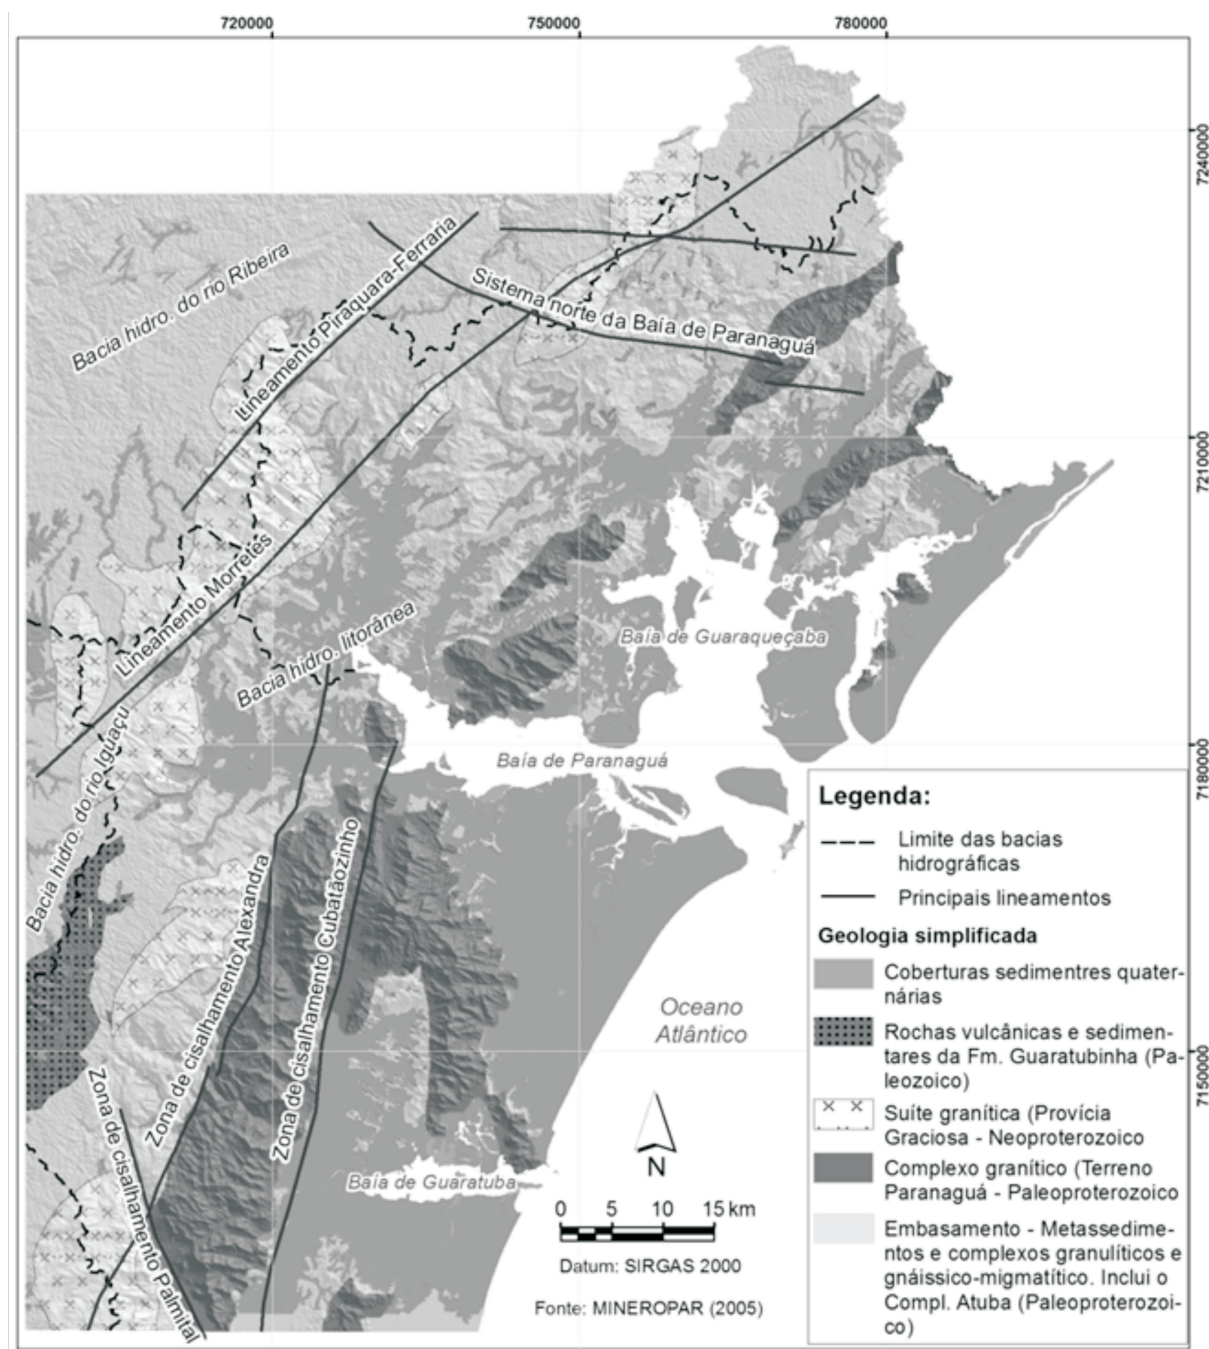 720000
750000
780000
7240000
7210000
7180000
7150000
Bacia hidro. do rio Ribeira
Lineamento Piraquara-Ferraria
Sistema norte da Baía de Paranaguá
Lineamento Morretes
Bacia hidro. litorânea
Baía de Guaraqueçaba
Bacia hidro. do rio Iguaçu
Baía de Paranaguá
Zona de cisalhamento Alexandra
Zona de cisalhamento Cubatãozinho
Zona de cisalhamento Palmital
Oceano
Atlântico
Baía de Guaratuba
N
0 5 10 15 km
Datum: SIRGAS 2000
Fonte: MINEROPAR (2005)
Legenda:
Limite das bacias
hidrográficas
Principais lineamentos
Geologia simplificada
Coberturas sedimentres quater-
nárias
Rochas vulcânicas e sedimen-
tares da Fm. Guaratubinha (Pa-
leozoico)
Suíte granítica (Provícia
Graciosa - Neoproterozoico
Complexo granítico (Terreno
Paranaguá - Paleoproterozoico
Embasamento - Metassedime-
ntos e complexos granulíticos e
gnáissico-migmatítico. Inclui o
Compl. Atuba (Paleoproterozoi-
co)